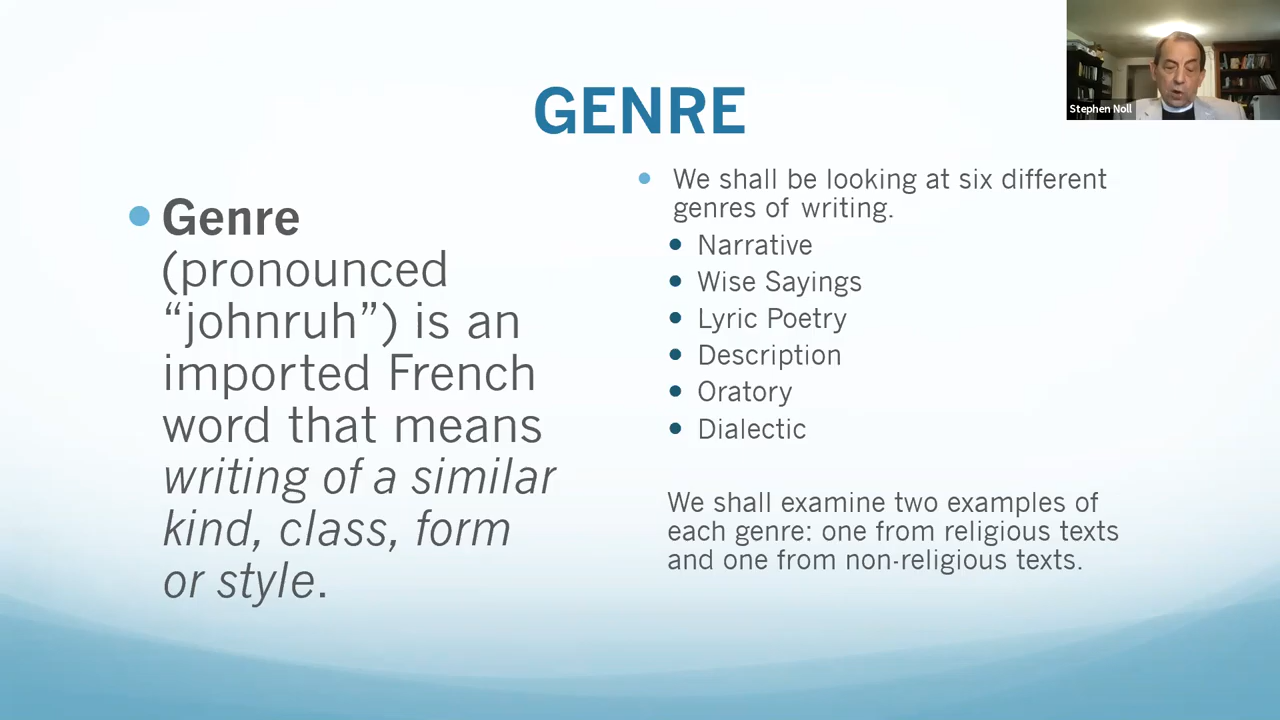 GENRE
Genre
(pronounced
“johnruh”) is an
imported French
word that means
writing of a similar
kind, class, form
or style.
We shall be looking at six different
genres of writing.
Narrative
Wise Sayings
Lyric Poetry
Description
Oratory
Dialectic
We shall examine two examples of
each genre: one from religious texts
and one from non-religious texts.
Stephen Noll